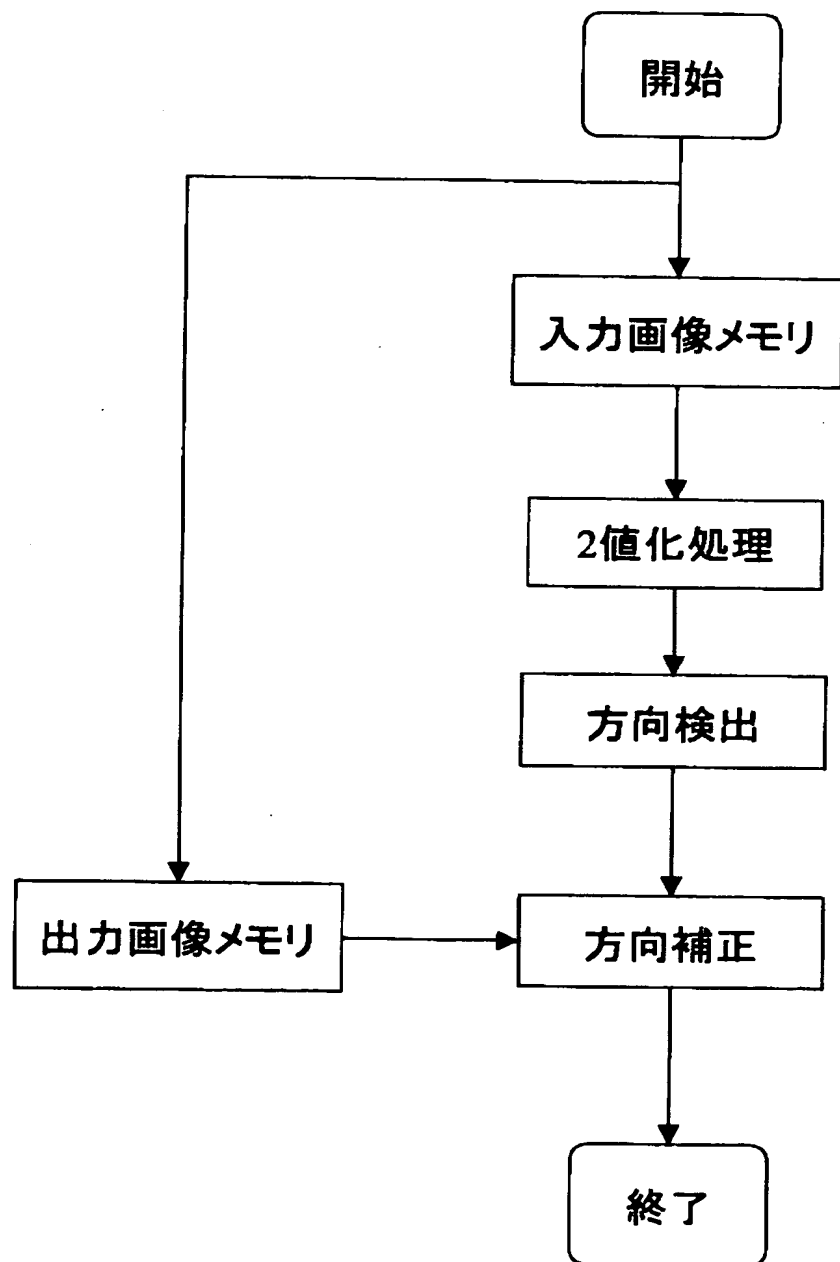 開始
入力画像メモリ
2値化処理
方向検出
出力画像メモリ
方向補正
終了